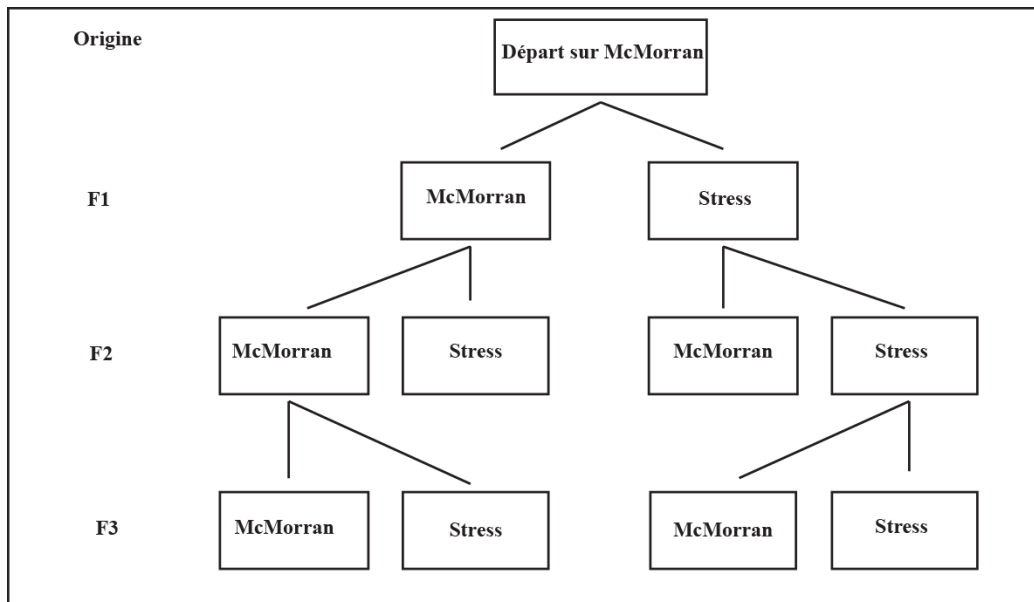 Origine
Départ sur McMorran
F1
McMorran
Stress
F2
McMorran
Stress
McMorran
Stress
F3
McMorran
Stress
McMorran
Stress